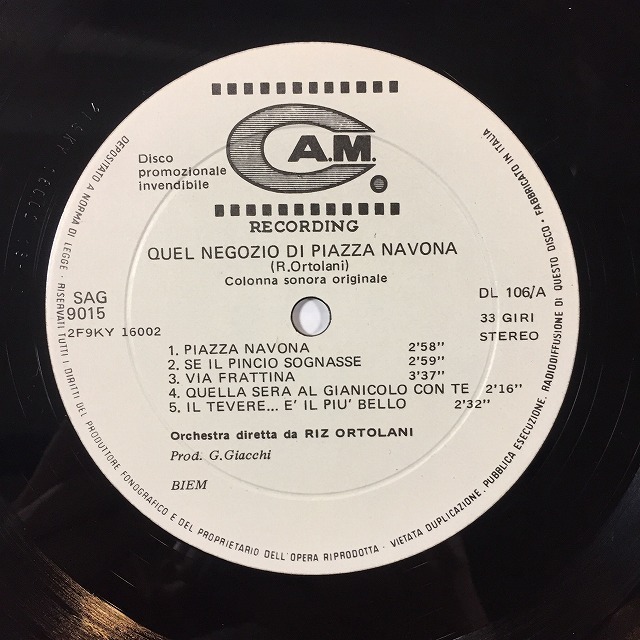 C.A.M.
Disco
promozionale
invendibile
RECORDING
QUEL NEGOZIO DI PIAZZA NAVONA
(R.Ortolani)
Colonna sonora originale
SAG
9015
2F9KY 16002
DL 106/A
33 GIRI
STEREO
1. PIAZZA NAVONA 2'58''
2. SE IL PINCIO SOGNASSE 2'59''
3. VIA FRATTINA 3'37''
4. QUELLA SERA AL GIANICOLO CON TE 2'16''
5. IL TEVERE... E' IL PIU' BELLO 2'32''
Orchestra diretta da RIZ ORTOLANI
Prod. G.Giacchi
BIEM
DEPOSITATO A NORMA DI LEGGE - RISERVATI TUTTI I DIRITTI DEL PRODUTTORE FONOGRAFICO E DEL PROPRIETARIO DELL'OPERA RIPRODOTTA - VIETATA DUPLICAZIONE, PUBBLICA ESECUZIONE, RADIODIFFUSIONE DI QUESTO DISCO - FABBRICATO IN ITALIA